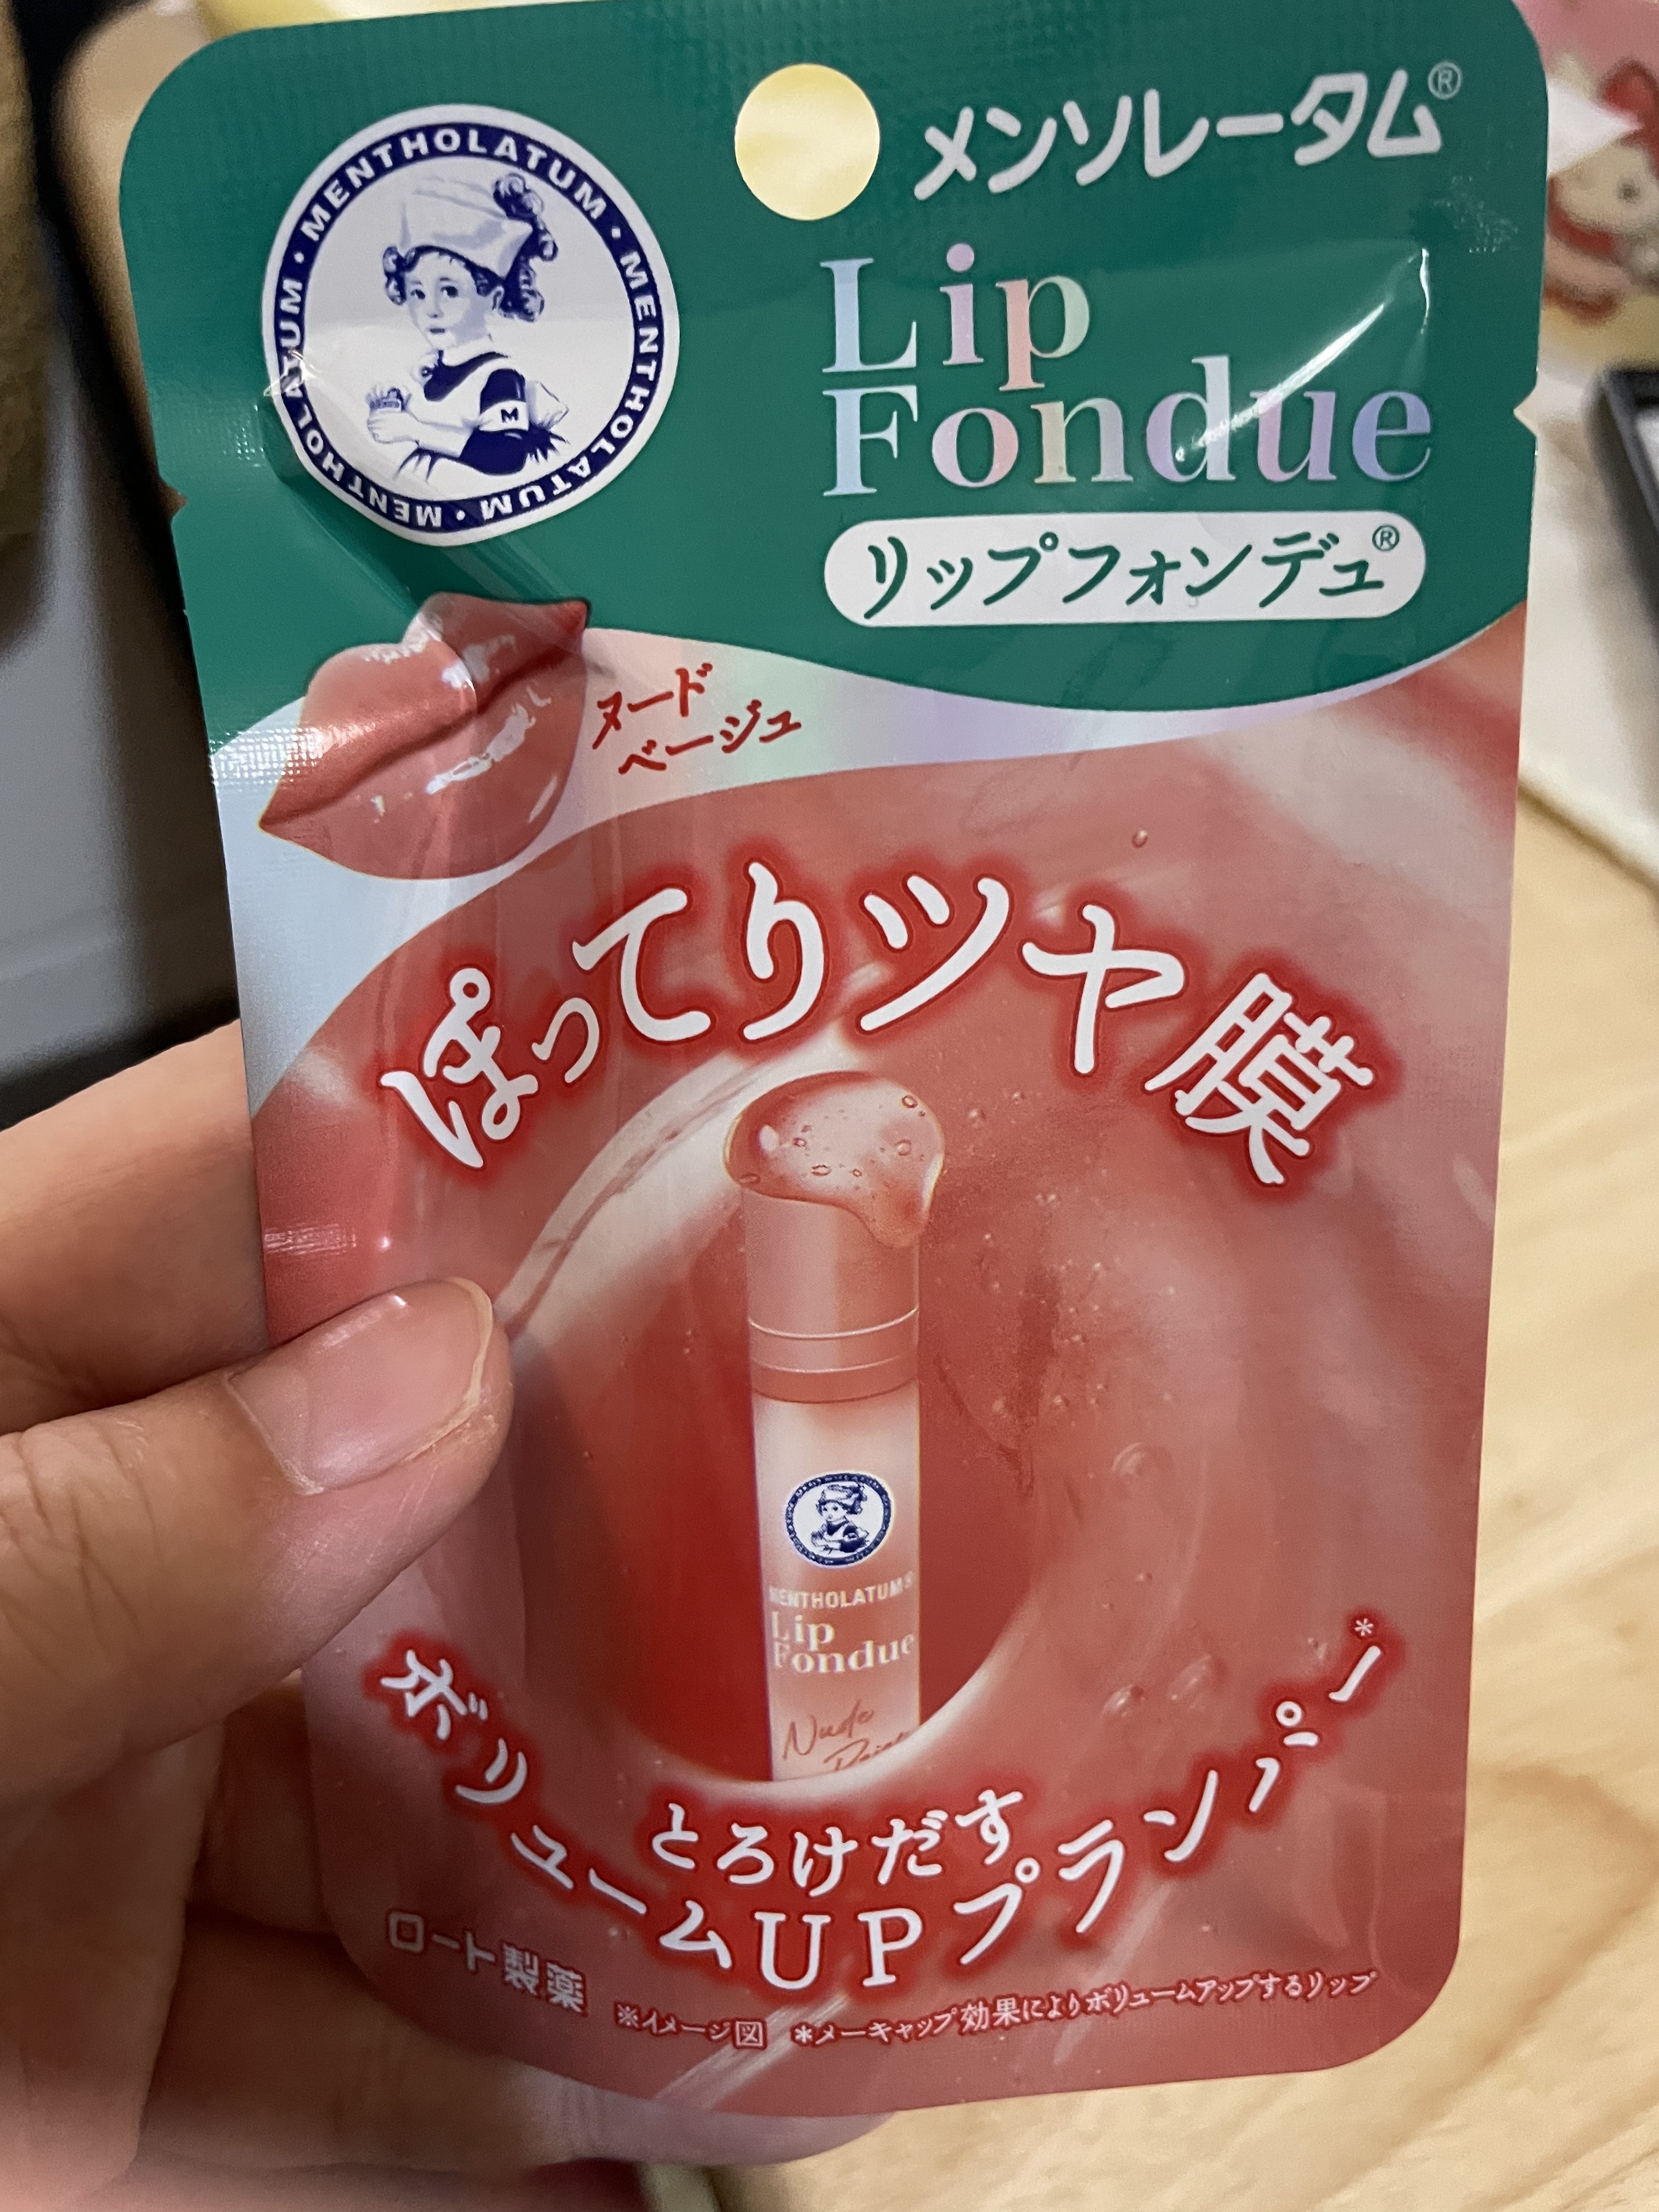 MENTHOLATUM・MENTHOLATUM・MENTHOLATUM・
M
メンソレータム®
Lip
Fondue
リップフォンデュ®
ヌード
ベージュ
ぽってりツヤ膜
MENTHOLATUM®
Lip
Fondue
Nude
とろけだす
ボリュームUPプランパー*
ロート製薬
※イメージ図 *メーキャップ効果によりボリュームアップするリップ